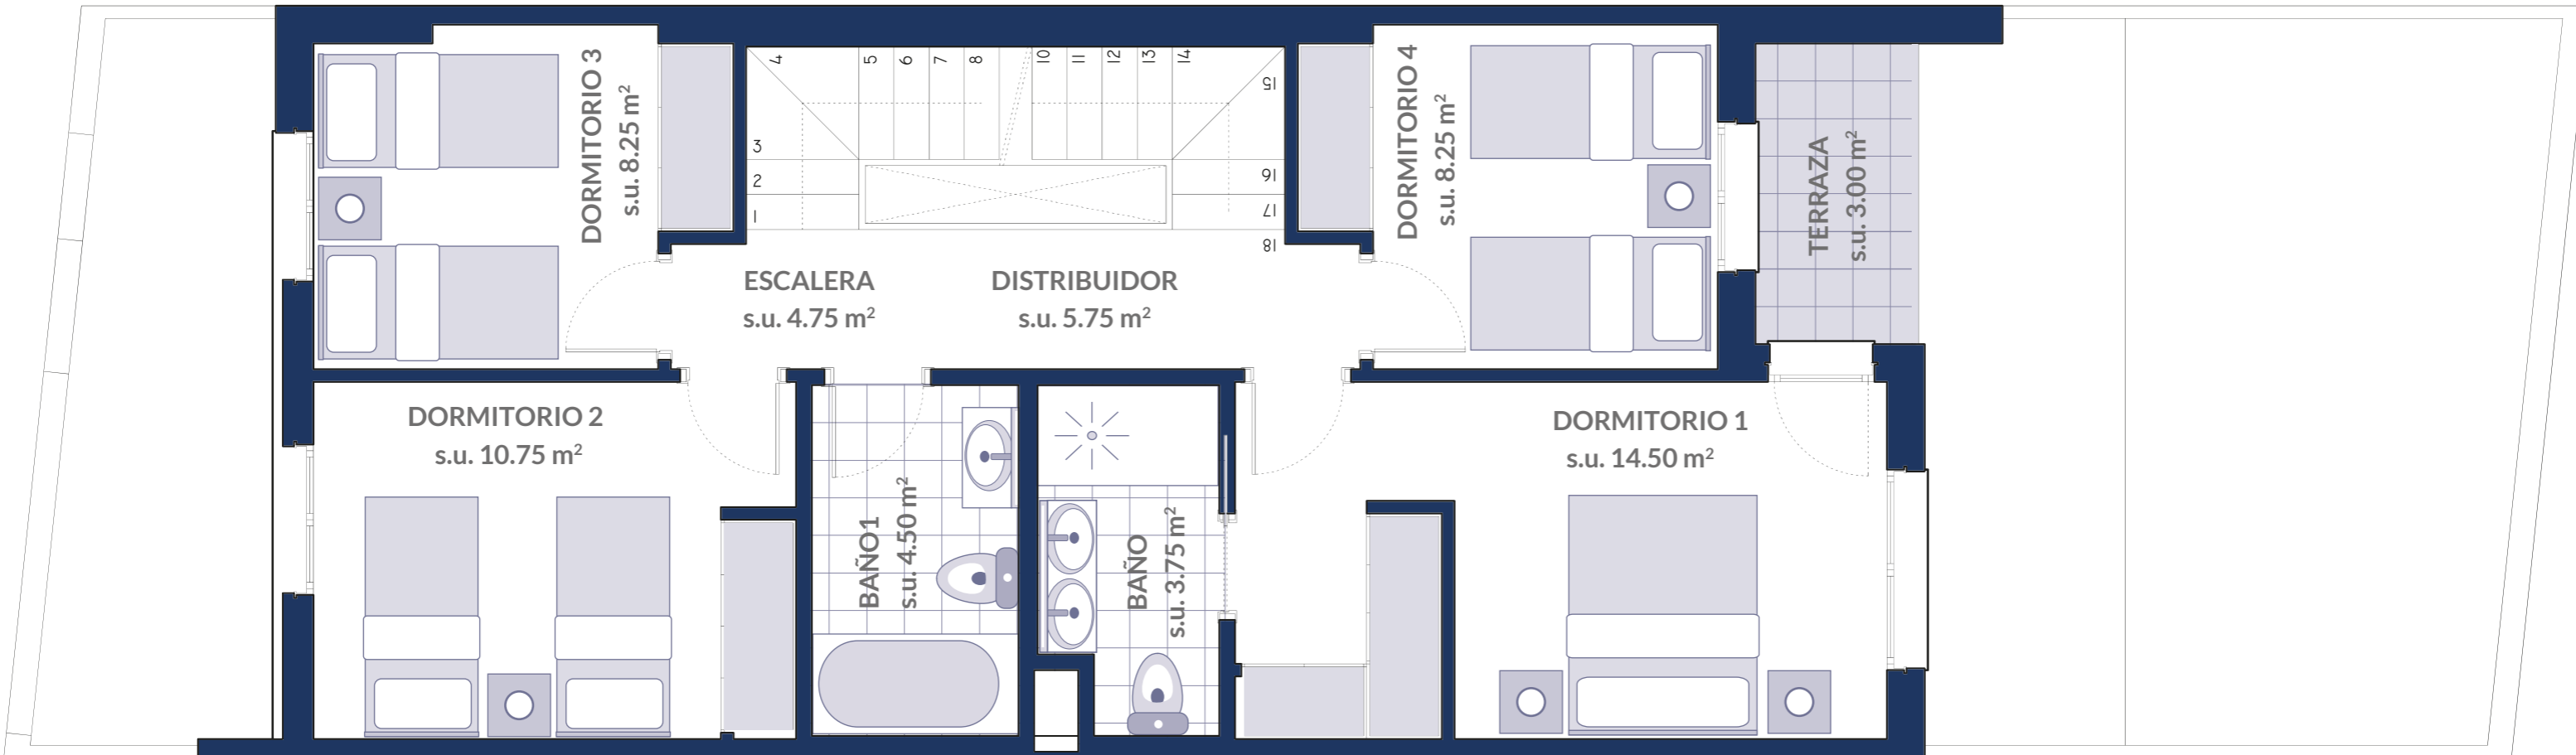 DORMITORIO 3
s.u. 8.25 m²
4
5
6
7
8
10
11
12
13
14
15
3
2
1
16
17
18
DORMITORIO 4
s.u. 8.25 m²
TERRAZA
s.u. 3.00 m²
ESCALERA
s.u. 4.75 m²
DISTRIBUIDOR
s.u. 5.75 m²
DORMITORIO 2
s.u. 10.75 m²
BAÑO1
s.u. 4.50 m²
BAÑO
s.u. 3.75 m²
DORMITORIO 1
s.u. 14.50 m²